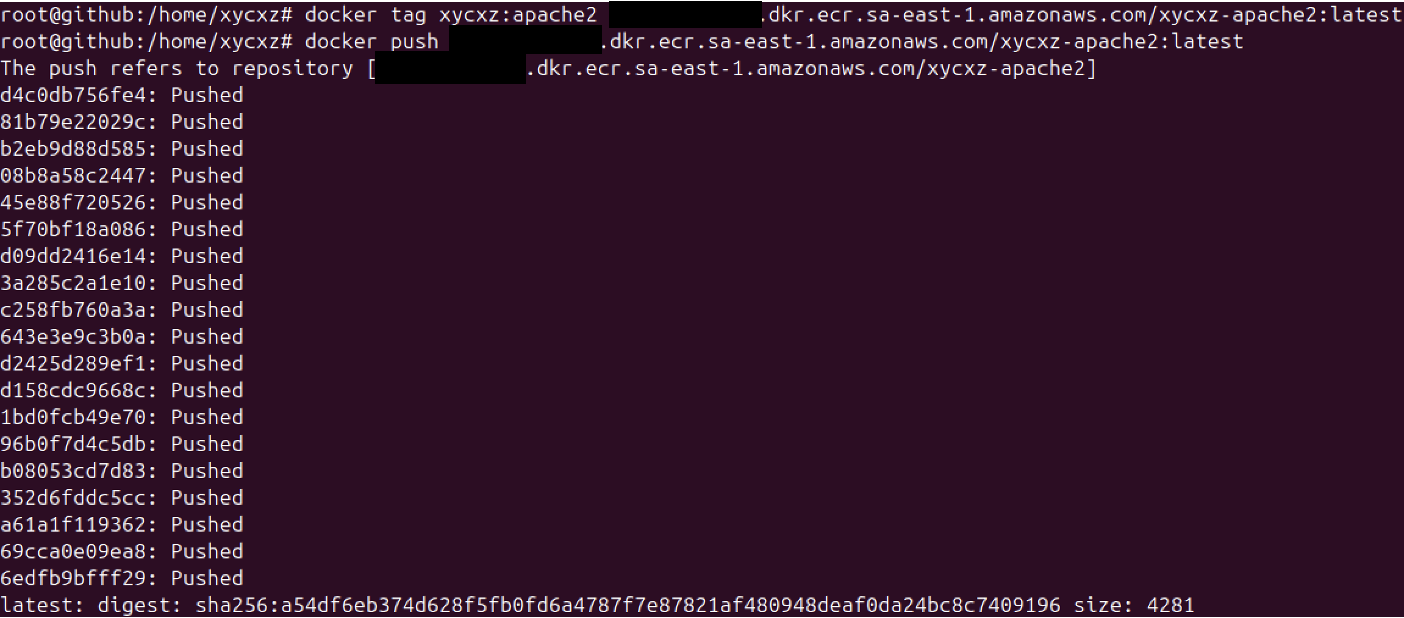 root@github:/home/xycxz# docker tag xycxz:apache2 .dkr.ecr.sa-east-1.amazonaws.com/xycxz-apache2:latest
root@github:/home/xycxz# docker push .dkr.ecr.sa-east-1.amazonaws.com/xycxz-apache2:latest
The push refers to repository [ .dkr.ecr.sa-east-1.amazonaws.com/xycxz-apache2]
d4c0db756fe4: Pushed
81b79e22029c: Pushed
b2eb9d88d585: Pushed
08b8a58c2447: Pushed
45e88f720526: Pushed
5f70bf18a086: Pushed
d09dd2416e14: Pushed
3a285c2a1e10: Pushed
c258fb760a3a: Pushed
643e3e9c3b0a: Pushed
d2425d289ef1: Pushed
d158cdc9668c: Pushed
1bd0fcb49e70: Pushed
96b0f7d4c5db: Pushed
b08053cd7d83: Pushed
352d6fddc5cc: Pushed
a61a1f119362: Pushed
69cca0e09ea8: Pushed
6edfb9bfff29: Pushed
latest: digest: sha256:a54df6eb374d628f5fb0fd6a4787f7e87821af480948deaf0da24bc8c7409196 size: 4281